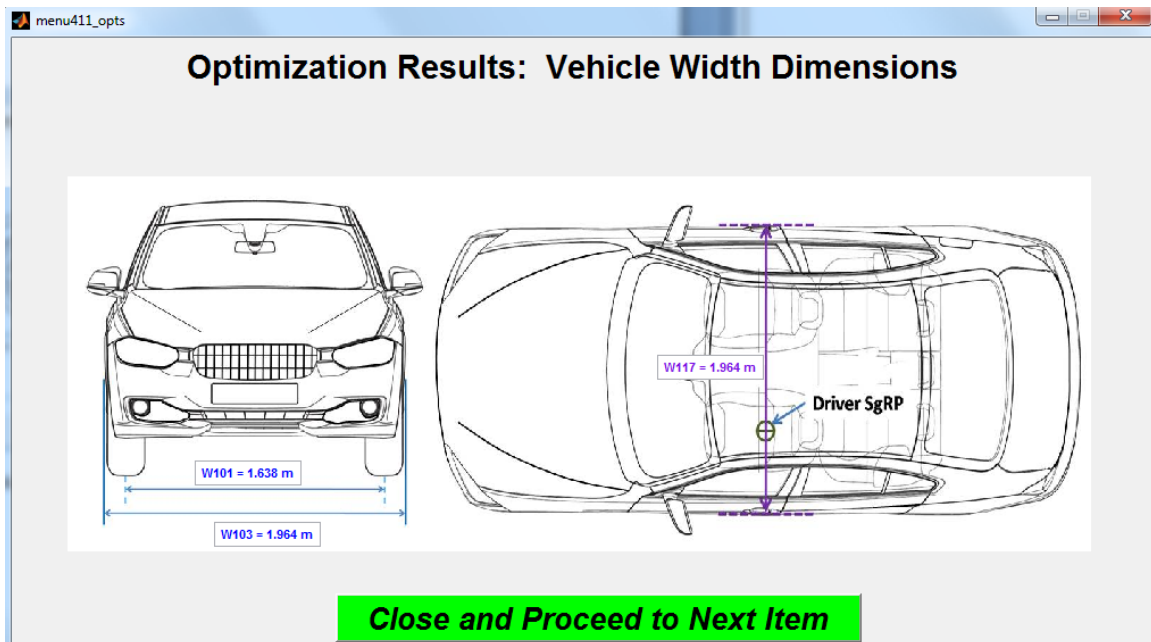 menu411_opts
Optimization Results: Vehicle Width Dimensions
W117 = 1.964 m
Driver SgRP
W101 = 1.638 m
W103 = 1.964 m
Close and Proceed to Next Item